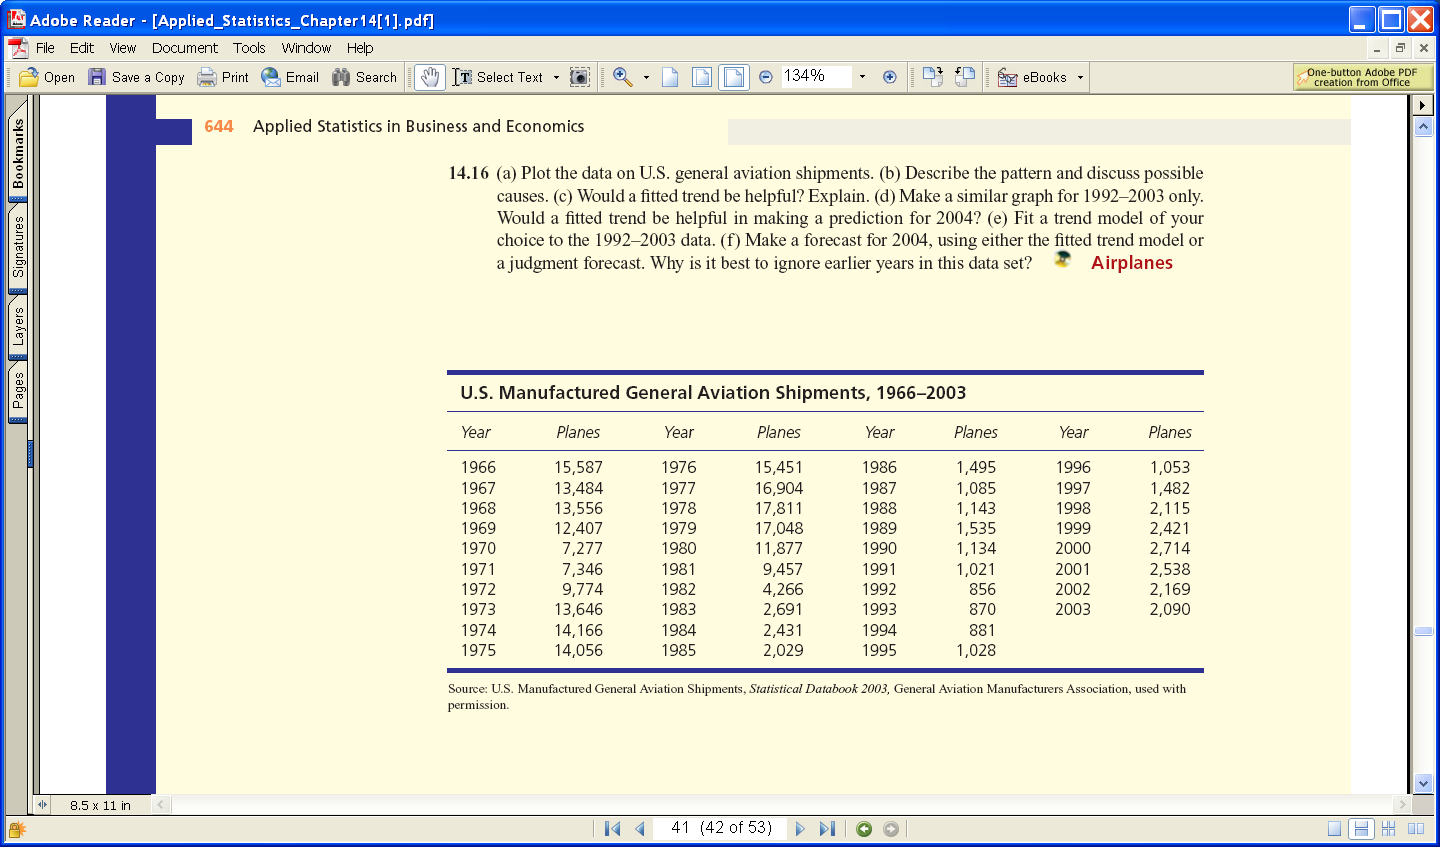 Adobe Reader - [Applied_Statistics_Chapter14[1].pdf]
File Edit View Document Tools Window Help
Open Save a Copy Print Email Search Select Text 134% eBooks One-button Adobe PDF creation from Office
Bookmarks
Signatures
Layers
Pages
644 Applied Statistics in Business and Economics
14.16 (a) Plot the data on U.S. general aviation shipments. (b) Describe the pattern and discuss possible
causes. (c) Would a fitted trend be helpful? Explain. (d) Make a similar graph for 1992–2003 only.
Would a fitted trend be helpful in making a prediction for 2004? (e) Fit a trend model of your
choice to the 1992–2003 data. (f) Make a forecast for 2004, using either the fitted trend model or
a judgment forecast. Why is it best to ignore earlier years in this data set? Airplanes
U.S. Manufactured General Aviation Shipments, 1966–2003
Year Planes Year Planes Year Planes Year Planes
1966 15,587 1976 15,451 1986 1,495 1996 1,053
1967 13,484 1977 16,904 1987 1,085 1997 1,482
1968 13,556 1978 17,811 1988 1,143 1998 2,115
1969 12,407 1979 17,048 1989 1,535 1999 2,421
1970 7,277 1980 11,877 1990 1,134 2000 2,714
1971 7,346 1981 9,457 1991 1,021 2001 2,538
1972 9,774 1982 4,266 1992 856 2002 2,169
1973 13,646 1983 2,691 1993 870 2003 2,090
1974 14,166 1984 2,431 1994 881
1975 14,056 1985 2,029 1995 1,028
Source: U.S. Manufactured General Aviation Shipments, Statistical Databook 2003, General Aviation Manufacturers Association, used with
permission.
8.5 x 11 in
41 (42 of 53)